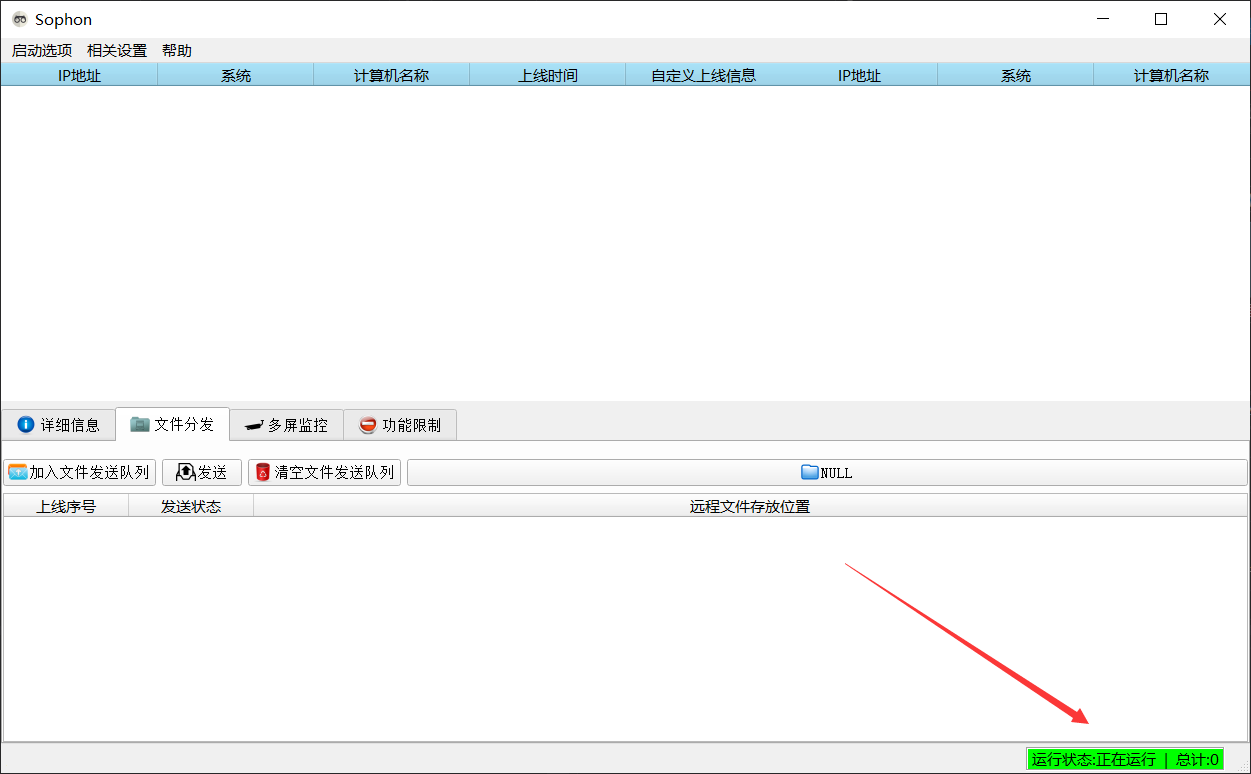 Sophon
启动选项 相关设置 帮助
IP地址 系统 计算机名称 上线时间 自定义上线信息 IP地址 系统 计算机名称
详细信息 文件分发 多屏监控 功能限制
加入文件发送队列 发送 清空文件发送队列 NULL
上线序号 发送状态 远程文件存放位置
运行状态:正在运行 | 总计:0